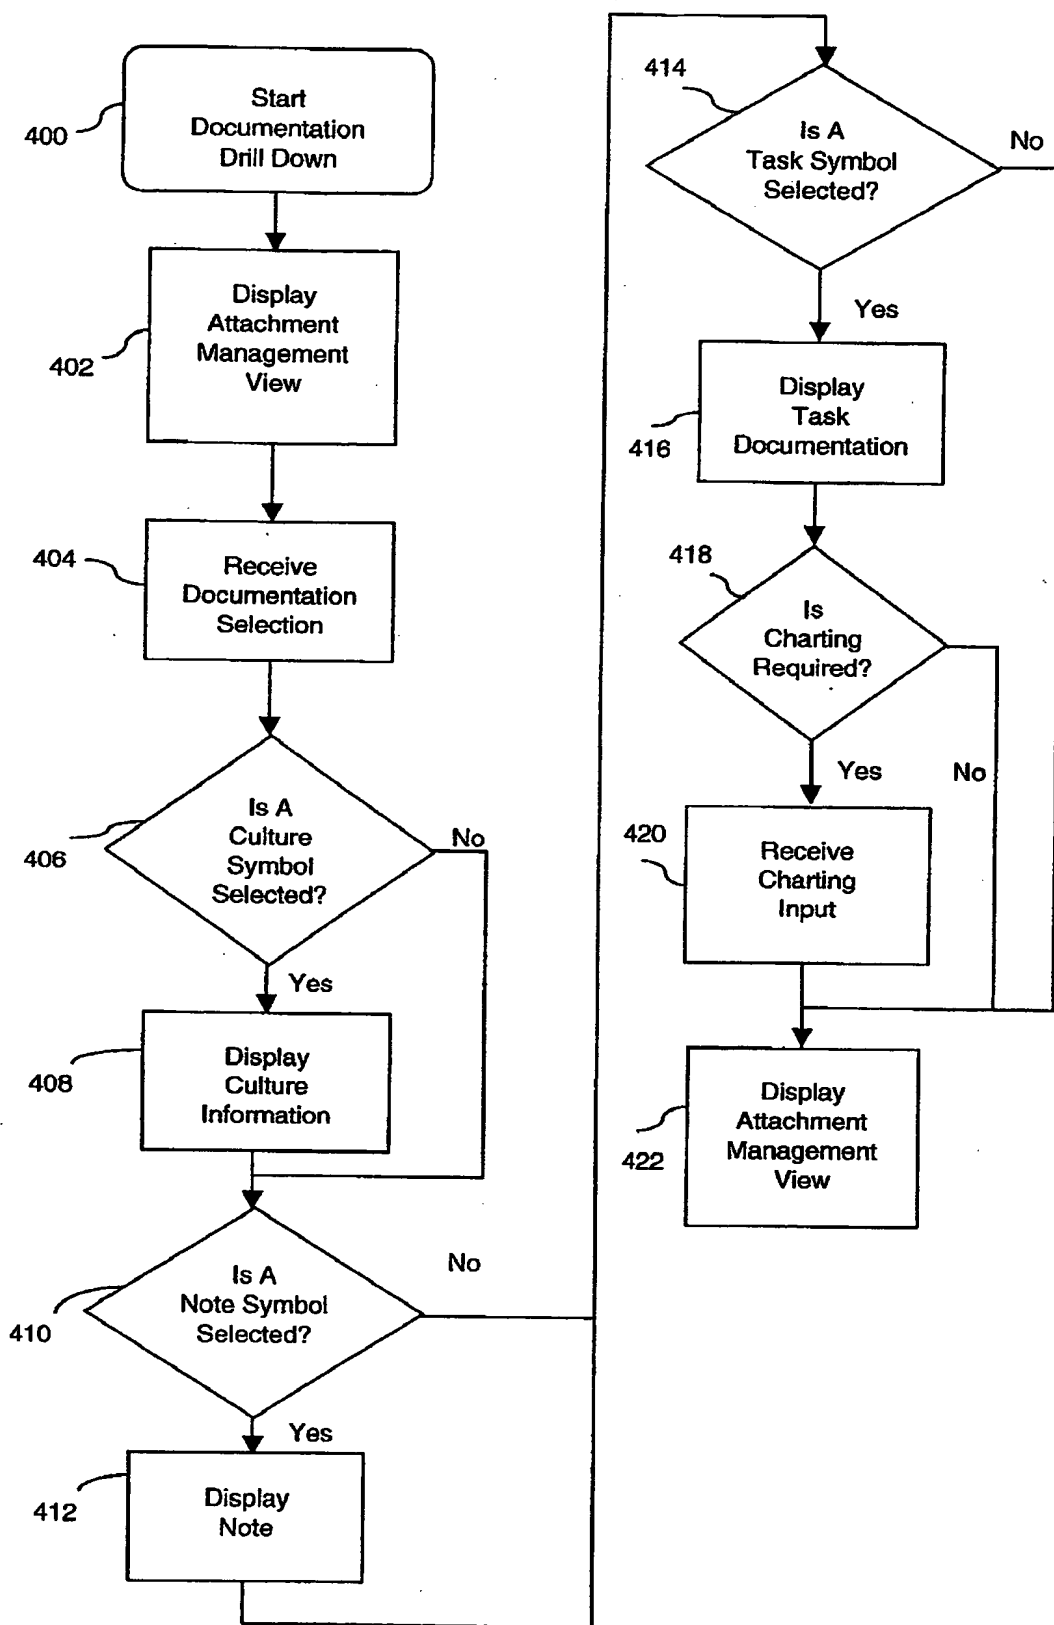 400
Start
Documentation
Drill Down
402
Display
Attachment
Management
View
404
Receive
Documentation
Selection
406
Is A
Culture
Symbol
Selected?
No
Yes
408
Display
Culture
Information
410
Is A
Note Symbol
Selected?
No
Yes
412
Display
Note
414
Is A
Task Symbol
Selected?
No
Yes
416
Display
Task
Documentation
418
Is
Charting
Required?
Yes
No
420
Receive
Charting
Input
422
Display
Attachment
Management
View